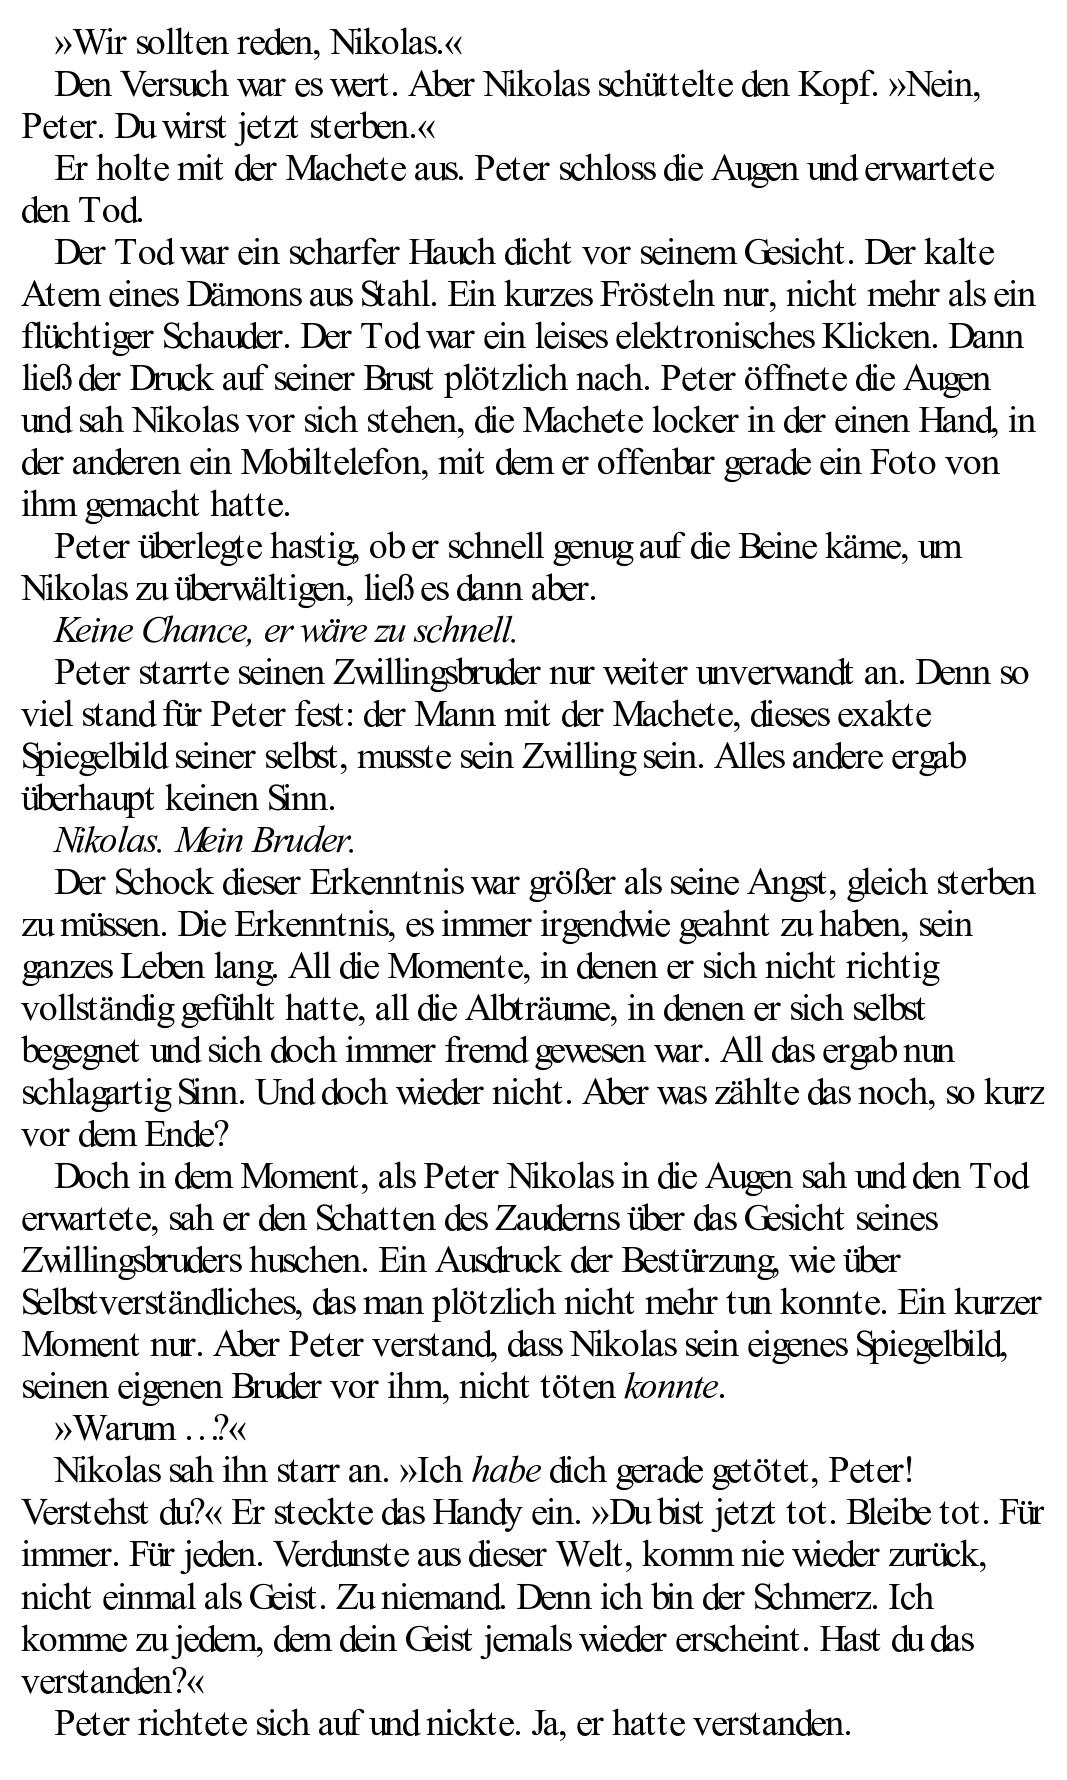 »Wir sollten reden, Nikolas.«
Den Versuch war es wert. Aber Nikolas schüttelte den Kopf. »Nein,
Peter. Du wirst jetzt sterben.«
Er holte mit der Machete aus. Peter schloss die Augen und erwartete
den Tod.
Der Tod war ein scharfer Hauch dicht vor seinem Gesicht. Der kalte
Atem eines Dämons aus Stahl. Ein kurzes Frösteln nur, nicht mehr als ein
flüchtiger Schauder. Der Tod war ein leises elektronisches Klicken. Dann
ließ der Druck auf seiner Brust plötzlich nach. Peter öffnete die Augen
und sah Nikolas vor sich stehen, die Machete locker in der einen Hand, in
der anderen ein Mobiltelefon, mit dem er offenbar gerade ein Foto von
ihm gemacht hatte.
Peter überlegte hastig, ob er schnell genug auf die Beine käme, um
Nikolas zu überwältigen, ließ es dann aber.
Keine Chance, er wäre zu schnell.
Peter starrte seinen Zwillingsbruder nur weiter unverwandt an. Denn so
viel stand für Peter fest: der Mann mit der Machete, dieses exakte
Spiegelbild seiner selbst, musste sein Zwilling sein. Alles andere ergab
überhaupt keinen Sinn.
Nikolas. Mein Bruder.
Der Schock dieser Erkenntnis war größer als seine Angst, gleich sterben
zu müssen. Die Erkenntnis, es immer irgendwie geahnt zu haben, sein
ganzes Leben lang. All die Momente, in denen er sich nicht richtig
vollständig gefühlt hatte, all die Albträume, in denen er sich selbst
begegnet und sich doch immer fremd gewesen war. All das ergab nun
schlagartig Sinn. Und doch wieder nicht. Aber was zählte das noch, so kurz
vor dem Ende?
Doch in dem Moment, als Peter Nikolas in die Augen sah und den Tod
erwartete, sah er den Schatten des Zauderns über das Gesicht seines
Zwillingsbruders huschen. Ein Ausdruck der Bestürzung, wie über
Selbstverständliches, das man plötzlich nicht mehr tun konnte. Ein kurzer
Moment nur. Aber Peter verstand, dass Nikolas sein eigenes Spiegelbild,
seinen eigenen Bruder vor ihm, nicht töten konnte.
»Warum …?«
Nikolas sah ihn starr an. »Ich habe dich gerade getötet, Peter!
Verstehst du?« Er steckte das Handy ein. »Du bist jetzt tot. Bleibe tot. Für
immer. Für jeden. Verdunste aus dieser Welt, komm nie wieder zurück,
nicht einmal als Geist. Zu niemand. Denn ich bin der Schmerz. Ich
komme zu jedem, dem dein Geist jemals wieder erscheint. Hast du das
verstanden?«
Peter richtete sich auf und nickte. Ja, er hatte verstanden.